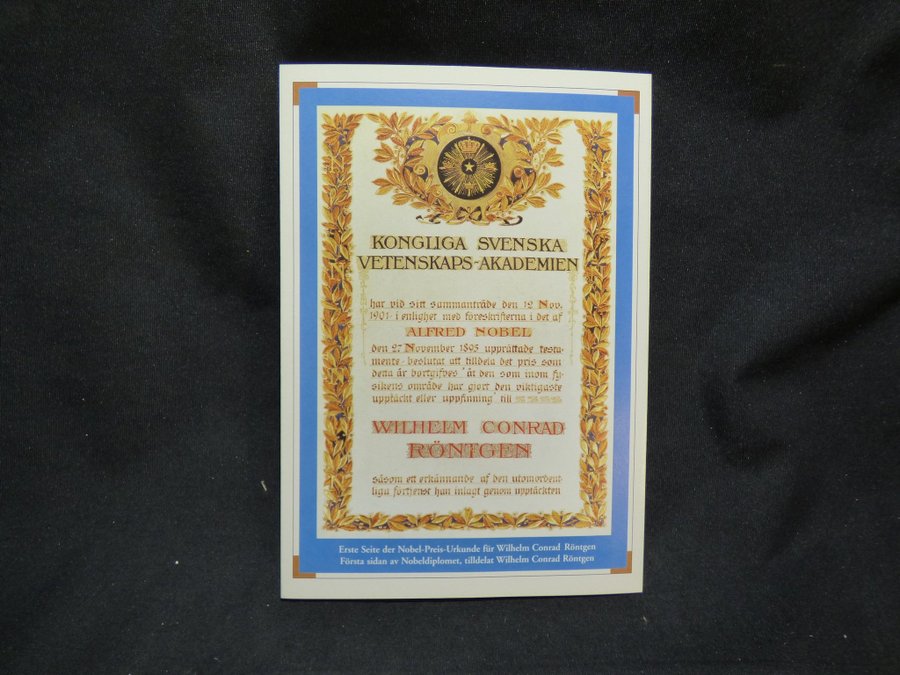 KONGLIGA SVENSKA
VETENSKAPS-AKADEMIEN
har vid sitt sammanträde den 12 Nov.
1901 i enlighet med föreskrifterna i det af
ALFRED NOBEL
den 27 November 1895 upprättade testa-
mente beslutat att tilldela det pris som
detta år bortgifves "åt den som inom fy-
sikens område har gjort den viktigaste
upptäckt eller uppfinning" till
WILHELM CONRAD
RÖNTGEN
såsom ett erkännande af den utomordent-
liga förtjenst han inlagt genom upptäckten
Erste Seite der Nobel-Preis-Urkunde für Wilhelm Conrad Röntgen
Första sidan av Nobeldiplomet, tilldelat Wilhelm Conrad Röntgen